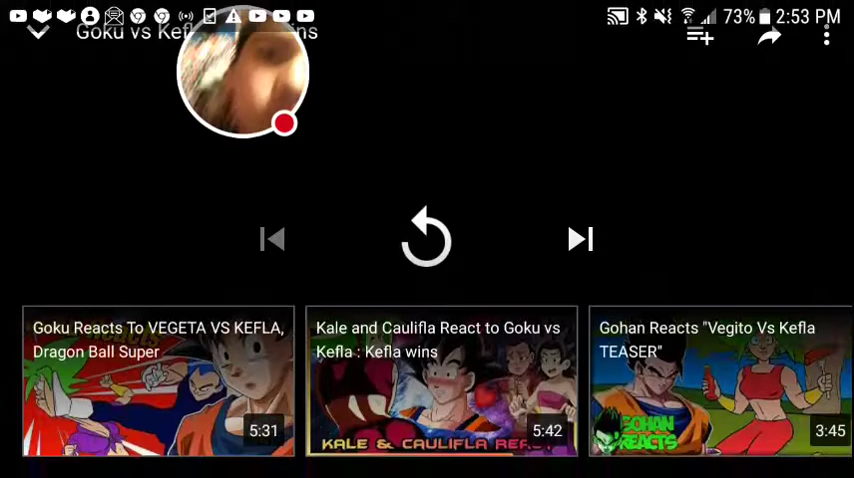 73% 2:53 PM
Goku vs Kef ns
Goku Reacts To VEGETA VS KEFLA,
Dragon Ball Super
5:31
Kale and Caulifla React to Goku vs
Kefla : Kefla wins
KALE & CAULIFLA REACT
5:42
Gohan Reacts "Vegito Vs Kefla
TEASER"
GOHAN
REACTS
3:45